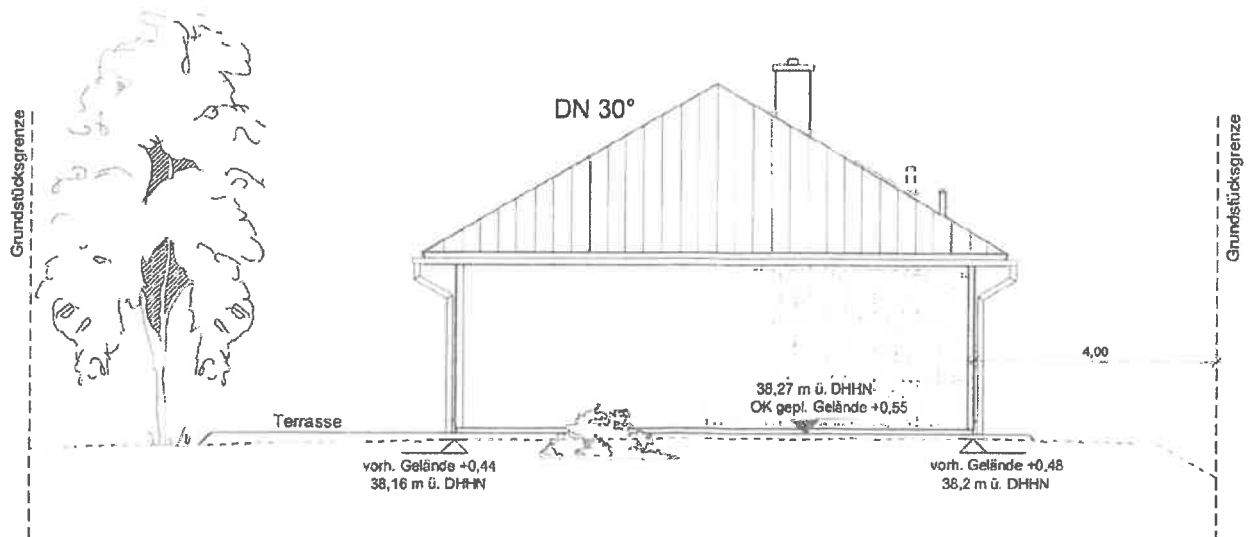 DN 30°
Grundstücksgrenze
Grundstücksgrenze
4,00
38,27 m ü. DHHN
OK gepl. Gelände +0,55
Terrasse
vorh. Gelände +0,44
38,16 m ü. DHHN
vorh. Gelände +0,48
38,2 m ü. DHHN